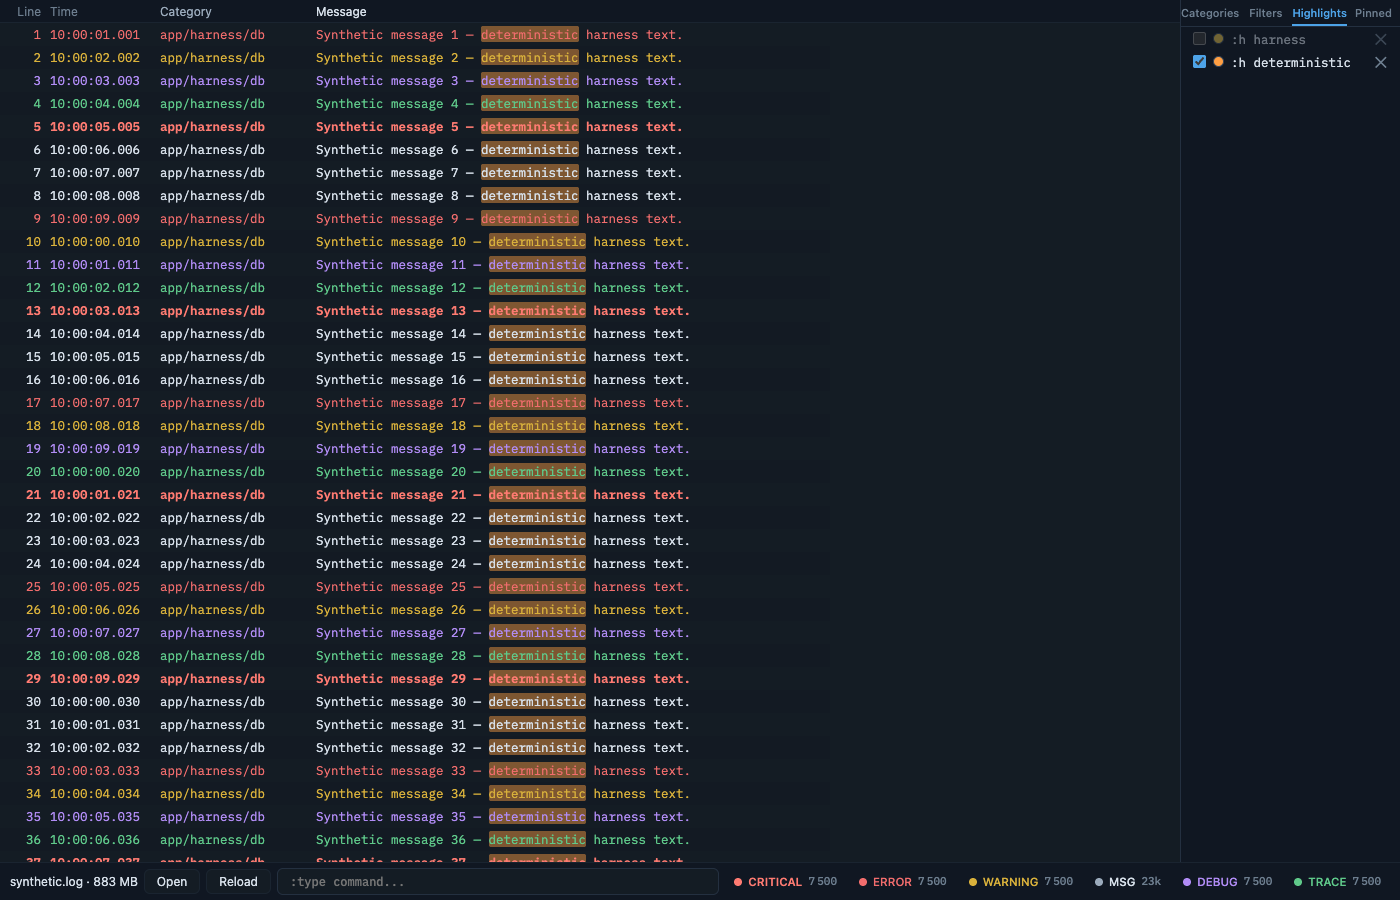 Line Time Category Message
1 10:00:01.001 app/harness/db Synthetic message 1 — deterministic harness text.
2 10:00:02.002 app/harness/db Synthetic message 2 — deterministic harness text.
3 10:00:03.003 app/harness/db Synthetic message 3 — deterministic harness text.
4 10:00:04.004 app/harness/db Synthetic message 4 — deterministic harness text.
5 10:00:05.005 app/harness/db Synthetic message 5 — deterministic harness text.
6 10:00:06.006 app/harness/db Synthetic message 6 — deterministic harness text.
7 10:00:07.007 app/harness/db Synthetic message 7 — deterministic harness text.
8 10:00:08.008 app/harness/db Synthetic message 8 — deterministic harness text.
9 10:00:09.009 app/harness/db Synthetic message 9 — deterministic harness text.
10 10:00:00.010 app/harness/db Synthetic message 10 — deterministic harness text.
11 10:00:01.011 app/harness/db Synthetic message 11 — deterministic harness text.
12 10:00:02.012 app/harness/db Synthetic message 12 — deterministic harness text.
13 10:00:03.013 app/harness/db Synthetic message 13 — deterministic harness text.
14 10:00:04.014 app/harness/db Synthetic message 14 — deterministic harness text.
15 10:00:05.015 app/harness/db Synthetic message 15 — deterministic harness text.
16 10:00:06.016 app/harness/db Synthetic message 16 — deterministic harness text.
17 10:00:07.017 app/harness/db Synthetic message 17 — deterministic harness text.
18 10:00:08.018 app/harness/db Synthetic message 18 — deterministic harness text.
19 10:00:09.019 app/harness/db Synthetic message 19 — deterministic harness text.
20 10:00:00.020 app/harness/db Synthetic message 20 — deterministic harness text.
21 10:00:01.021 app/harness/db Synthetic message 21 — deterministic harness text.
22 10:00:02.022 app/harness/db Synthetic message 22 — deterministic harness text.
23 10:00:03.023 app/harness/db Synthetic message 23 — deterministic harness text.
24 10:00:04.024 app/harness/db Synthetic message 24 — deterministic harness text.
25 10:00:05.025 app/harness/db Synthetic message 25 — deterministic harness text.
26 10:00:06.026 app/harness/db Synthetic message 26 — deterministic harness text.
27 10:00:07.027 app/harness/db Synthetic message 27 — deterministic harness text.
28 10:00:08.028 app/harness/db Synthetic message 28 — deterministic harness text.
29 10:00:09.029 app/harness/db Synthetic message 29 — deterministic harness text.
30 10:00:00.030 app/harness/db Synthetic message 30 — deterministic harness text.
31 10:00:01.031 app/harness/db Synthetic message 31 — deterministic harness text.
32 10:00:02.032 app/harness/db Synthetic message 32 — deterministic harness text.
33 10:00:03.033 app/harness/db Synthetic message 33 — deterministic harness text.
34 10:00:04.034 app/harness/db Synthetic message 34 — deterministic harness text.
35 10:00:05.035 app/harness/db Synthetic message 35 — deterministic harness text.
36 10:00:06.036 app/harness/db Synthetic message 36 — deterministic harness text.
37 10:00:07.037 app/harness/db Synthetic message 37 — deterministic harness text.
Categories Filters Highlights Pinned
:h harness
:h deterministic
synthetic.log · 883 MB Open Reload :type command... CRITICAL 7 500 ERROR 7 500 WARNING 7 500 MSG 23k DEBUG 7 500 TRACE 7 500